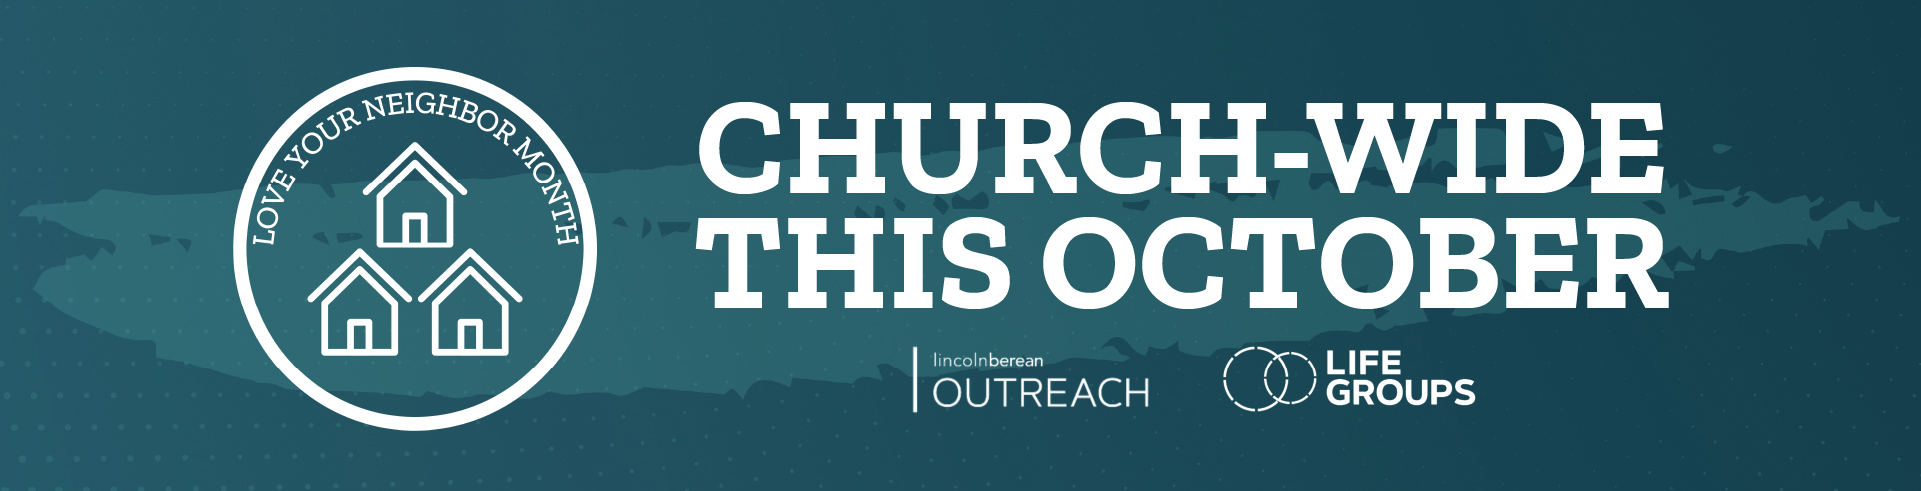 LOVE YOUR NEIGHBOR MONTH
CHURCH-WIDE
THIS OCTOBER
lincolnberean
OUTREACH
LIFE
GROUPS